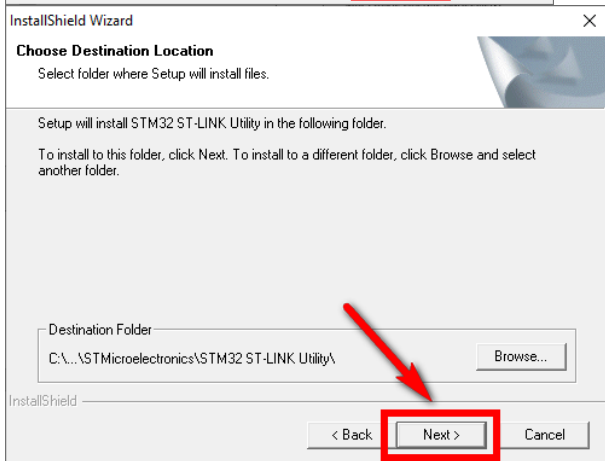 InstallShield Wizard
Choose Destination Location
Select folder where Setup will install files.
Setup will install STM32 ST-LINK Utility in the following folder.
To install to this folder, click Next. To install to a different folder, click Browse and select
another folder.
Destination Folder
C:\...\STMicroelectronics\STM32 ST-LINK Utility\
Browse...
InstallShield
< Back
Next >
Cancel